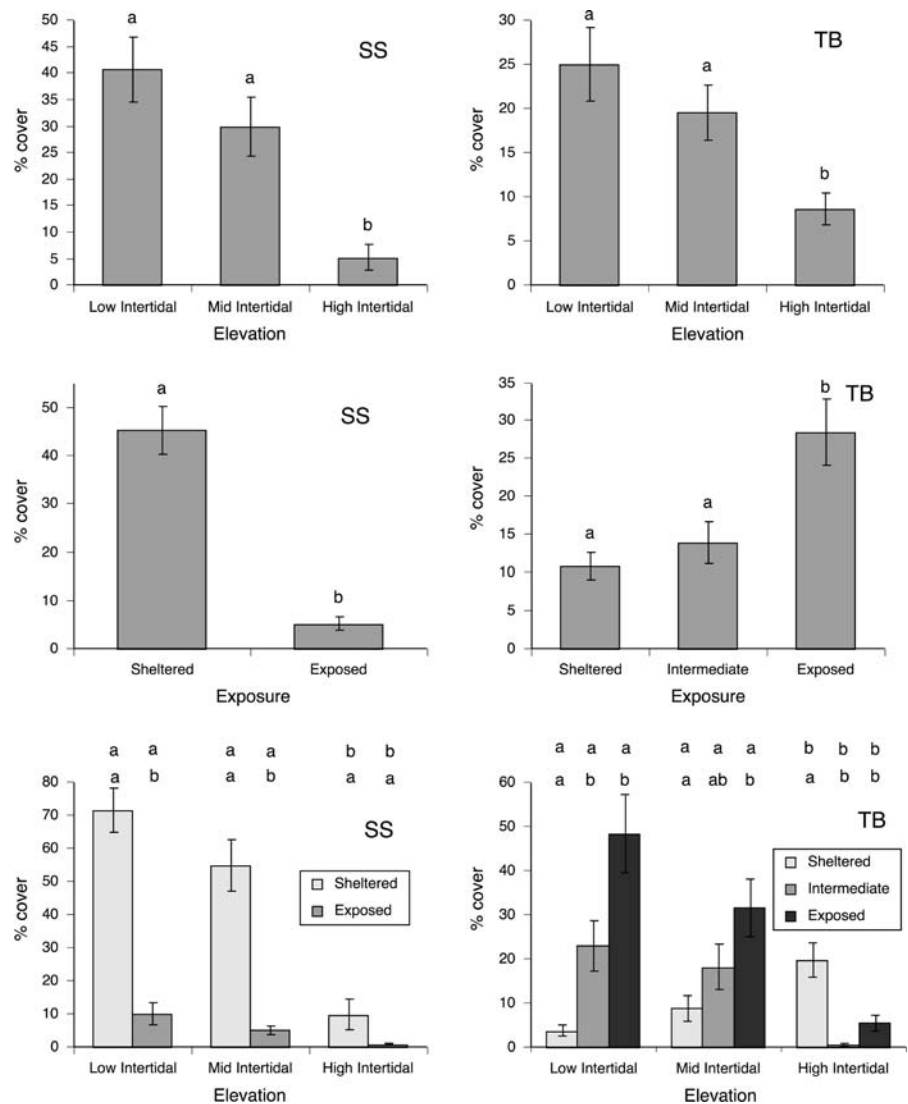 a
SS
a
b
% cover
50
45
40
35
30
25
20
15
10
5
0
Low Intertidal Mid Intertidal High Intertidal
Elevation
a
TB
a
b
% cover
30
25
20
15
10
5
0
Low Intertidal Mid Intertidal High Intertidal
Elevation
a
SS
b
% cover
50
40
30
20
10
0
Sheltered Exposed
Exposure
b
TB
a
a
% cover
35
30
25
20
15
10
5
0
Sheltered Intermediate Exposed
Exposure
a a a a b b
a b a b a a
SS
% cover
80
70
60
50
40
30
20
10
0
Sheltered
Exposed
Low Intertidal Mid Intertidal High Intertidal
Elevation
a a a a a a b b b
a b b a ab b a b b
TB
% cover
60
50
40
30
20
10
0
Sheltered
Intermediate
Exposed
Low Intertidal Mid Intertidal High Intertidal
Elevation